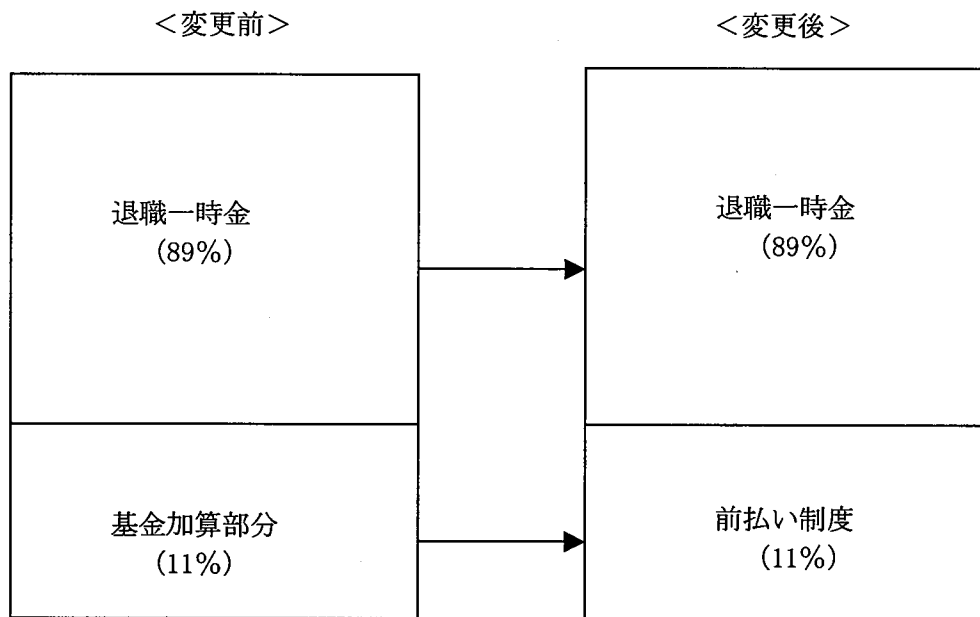 <変更前>
<変更後>
退職一時金
(89%)
退職一時金
(89%)
基金加算部分
(11%)
前払い制度
(11%)